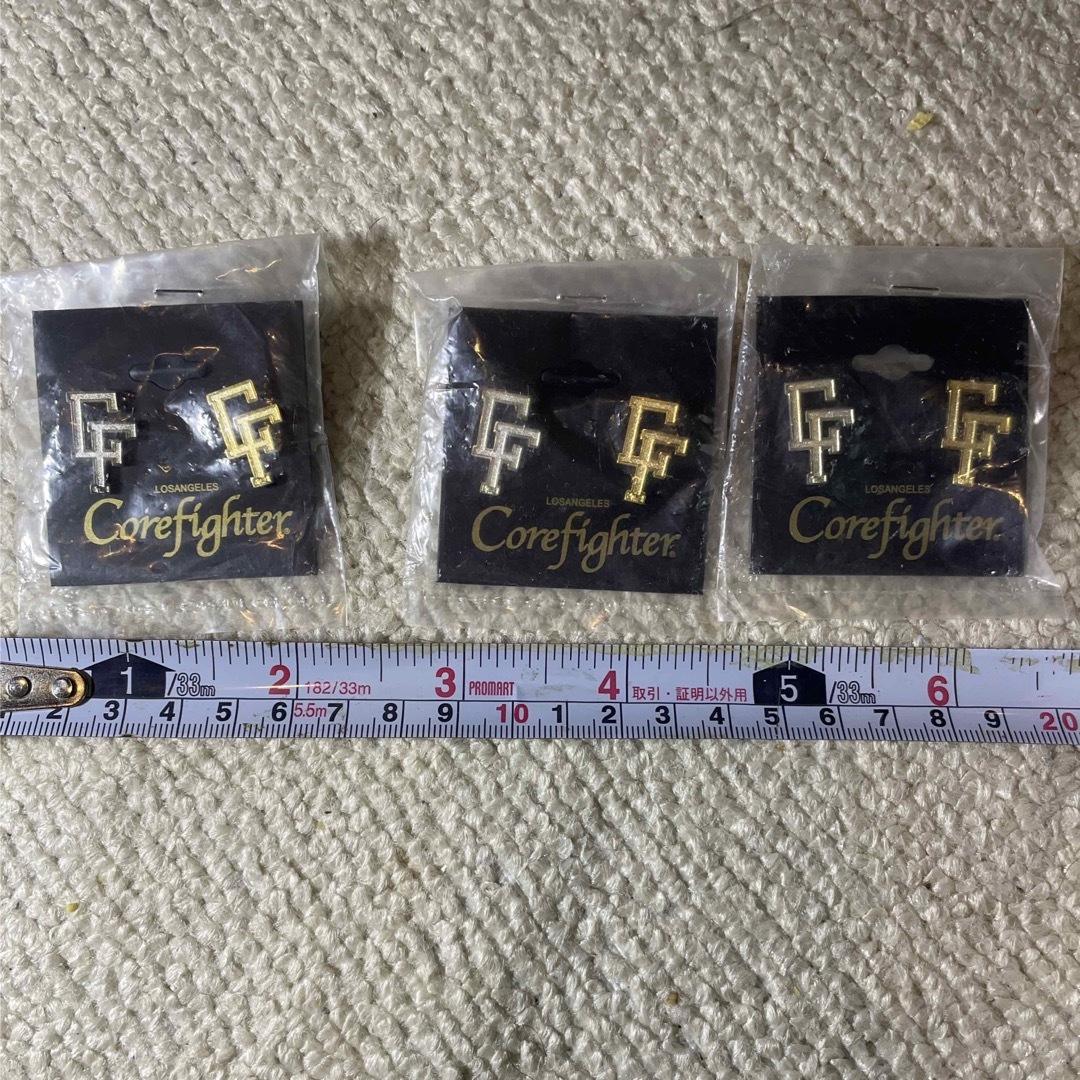 CF
CF
LOSANGELES
Corefighter.
CF
CF
LOSANGELES
Corefighter.
CF
CF
LOSANGELES
Corefighter.
1 /33m 2 182/33m 3 PROMART 4 取引・証明以外用 5 /33m 6
2 3 4 5 6 5.5m 7 8 9 10 1 2 3 4 5 6 7 8 9 20